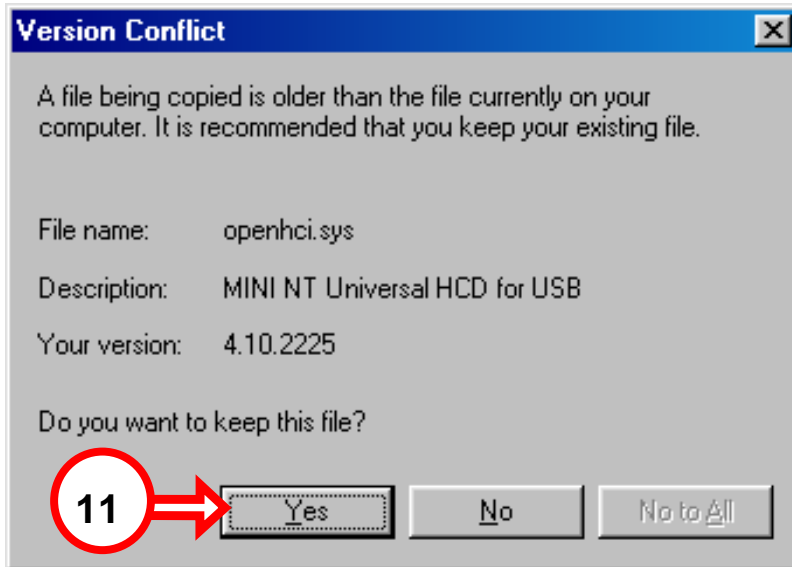 Version Conflict
A file being copied is older than the file currently on your
computer. It is recommended that you keep your existing file.
File name: openhci.sys
Description: MINI NT Universal HCD for USB
Your version: 4.10.2225
Do you want to keep this file?
11 Yes No No to All